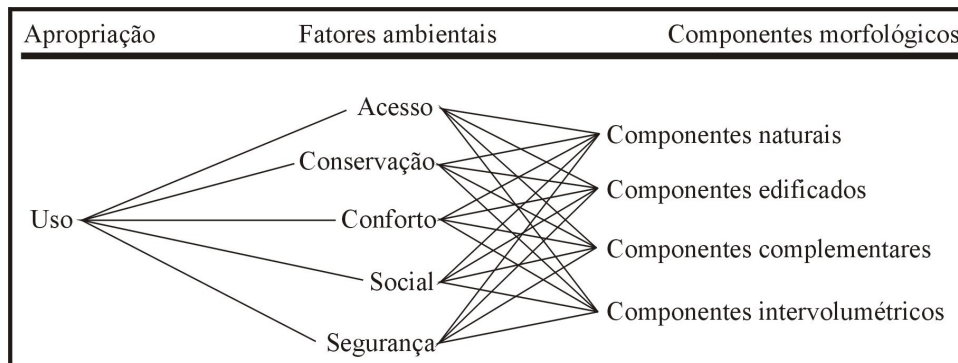 Apropriação Fatores ambientais Componentes morfológicos
Acesso
Componentes naturais
Conservação
Componentes edificados
Uso Conforto
Componentes complementares
Social
Componentes intervolumétricos
Segurança